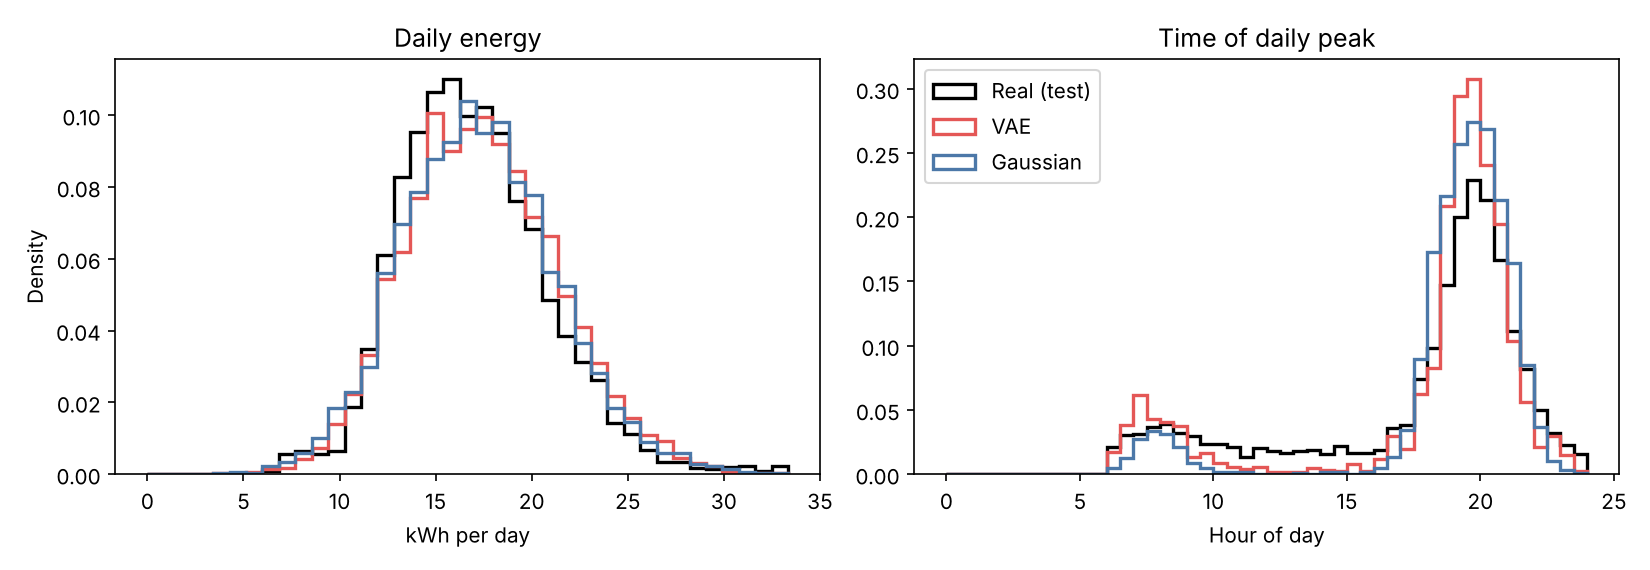 Daily energy
Density
0.10
0.08
0.06
0.04
0.02
0.00
0 5 10 15 20 25 30 35
kWh per day
Time of daily peak
Real (test)
VAE
Gaussian
0.30
0.25
0.20
0.15
0.10
0.05
0.00
0 5 10 15 20 25
Hour of day